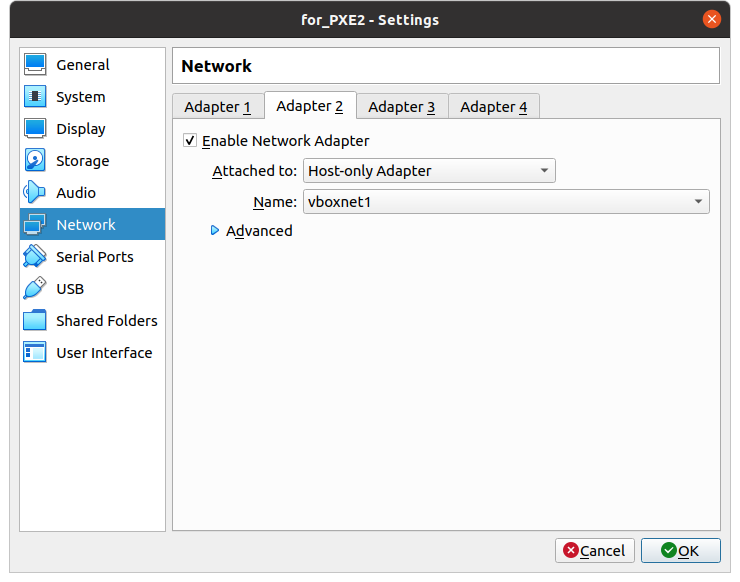 for_PXE2 - Settings
General
System
Display
Storage
Audio
Network
Serial Ports
USB
Shared Folders
User Interface
Network
Adapter 1 Adapter 2 Adapter 3 Adapter 4
Enable Network Adapter
Attached to: Host-only Adapter
Name: vboxnet1
Advanced
Cancel OK